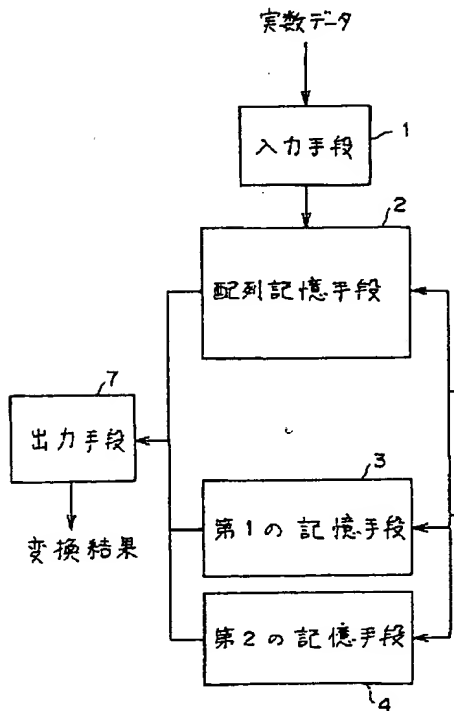 実数データ
1
入力手段
2
配列記憶手段
7
出力手段
変換結果
3
第1の記憶手段
第2の記憶手段
4